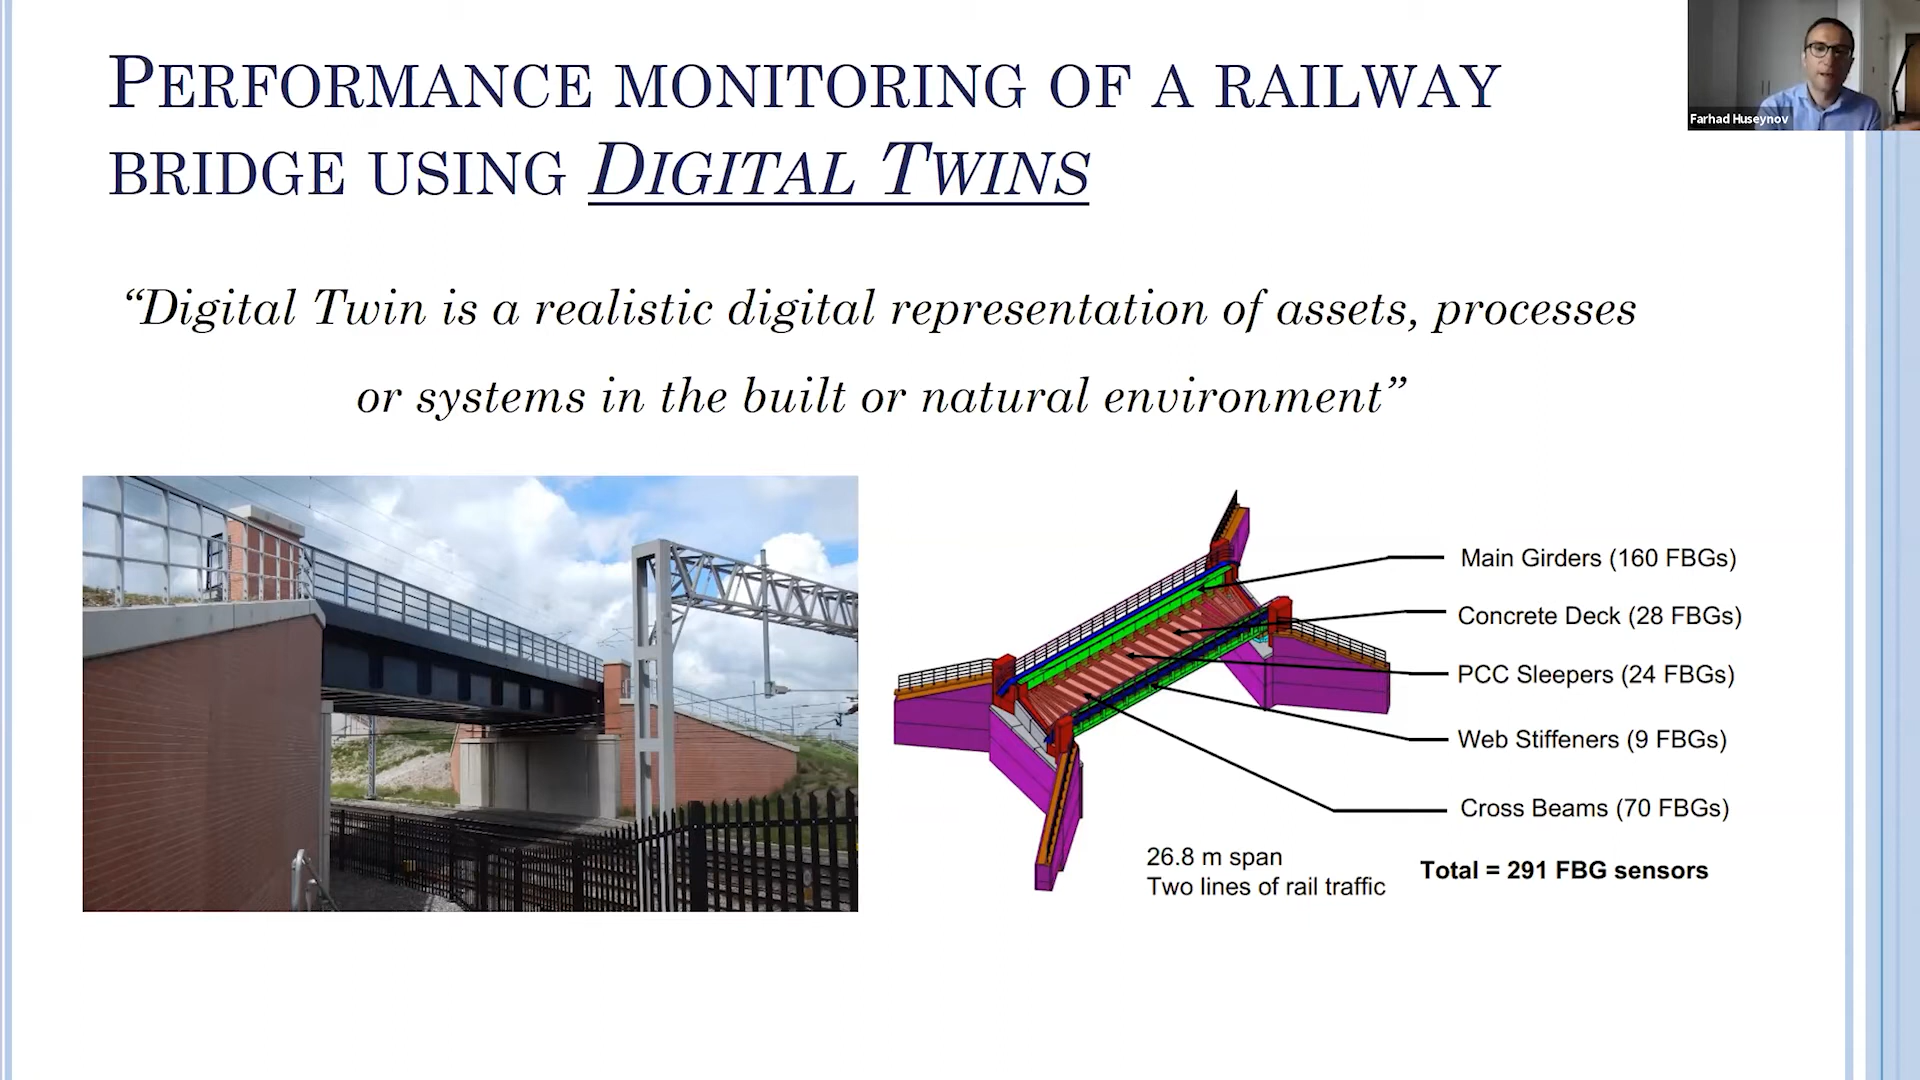 PERFORMANCE MONITORING OF A RAILWAY
BRIDGE USING DIGITAL TWINS
Farhad Huseynov
“Digital Twin is a realistic digital representation of assets, processes
or systems in the built or natural environment”
Main Girders (160 FBGs)
Concrete Deck (28 FBGs)
PCC Sleepers (24 FBGs)
Web Stiffeners (9 FBGs)
Cross Beams (70 FBGs)
26.8 m span
Two lines of rail traffic
Total = 291 FBG sensors